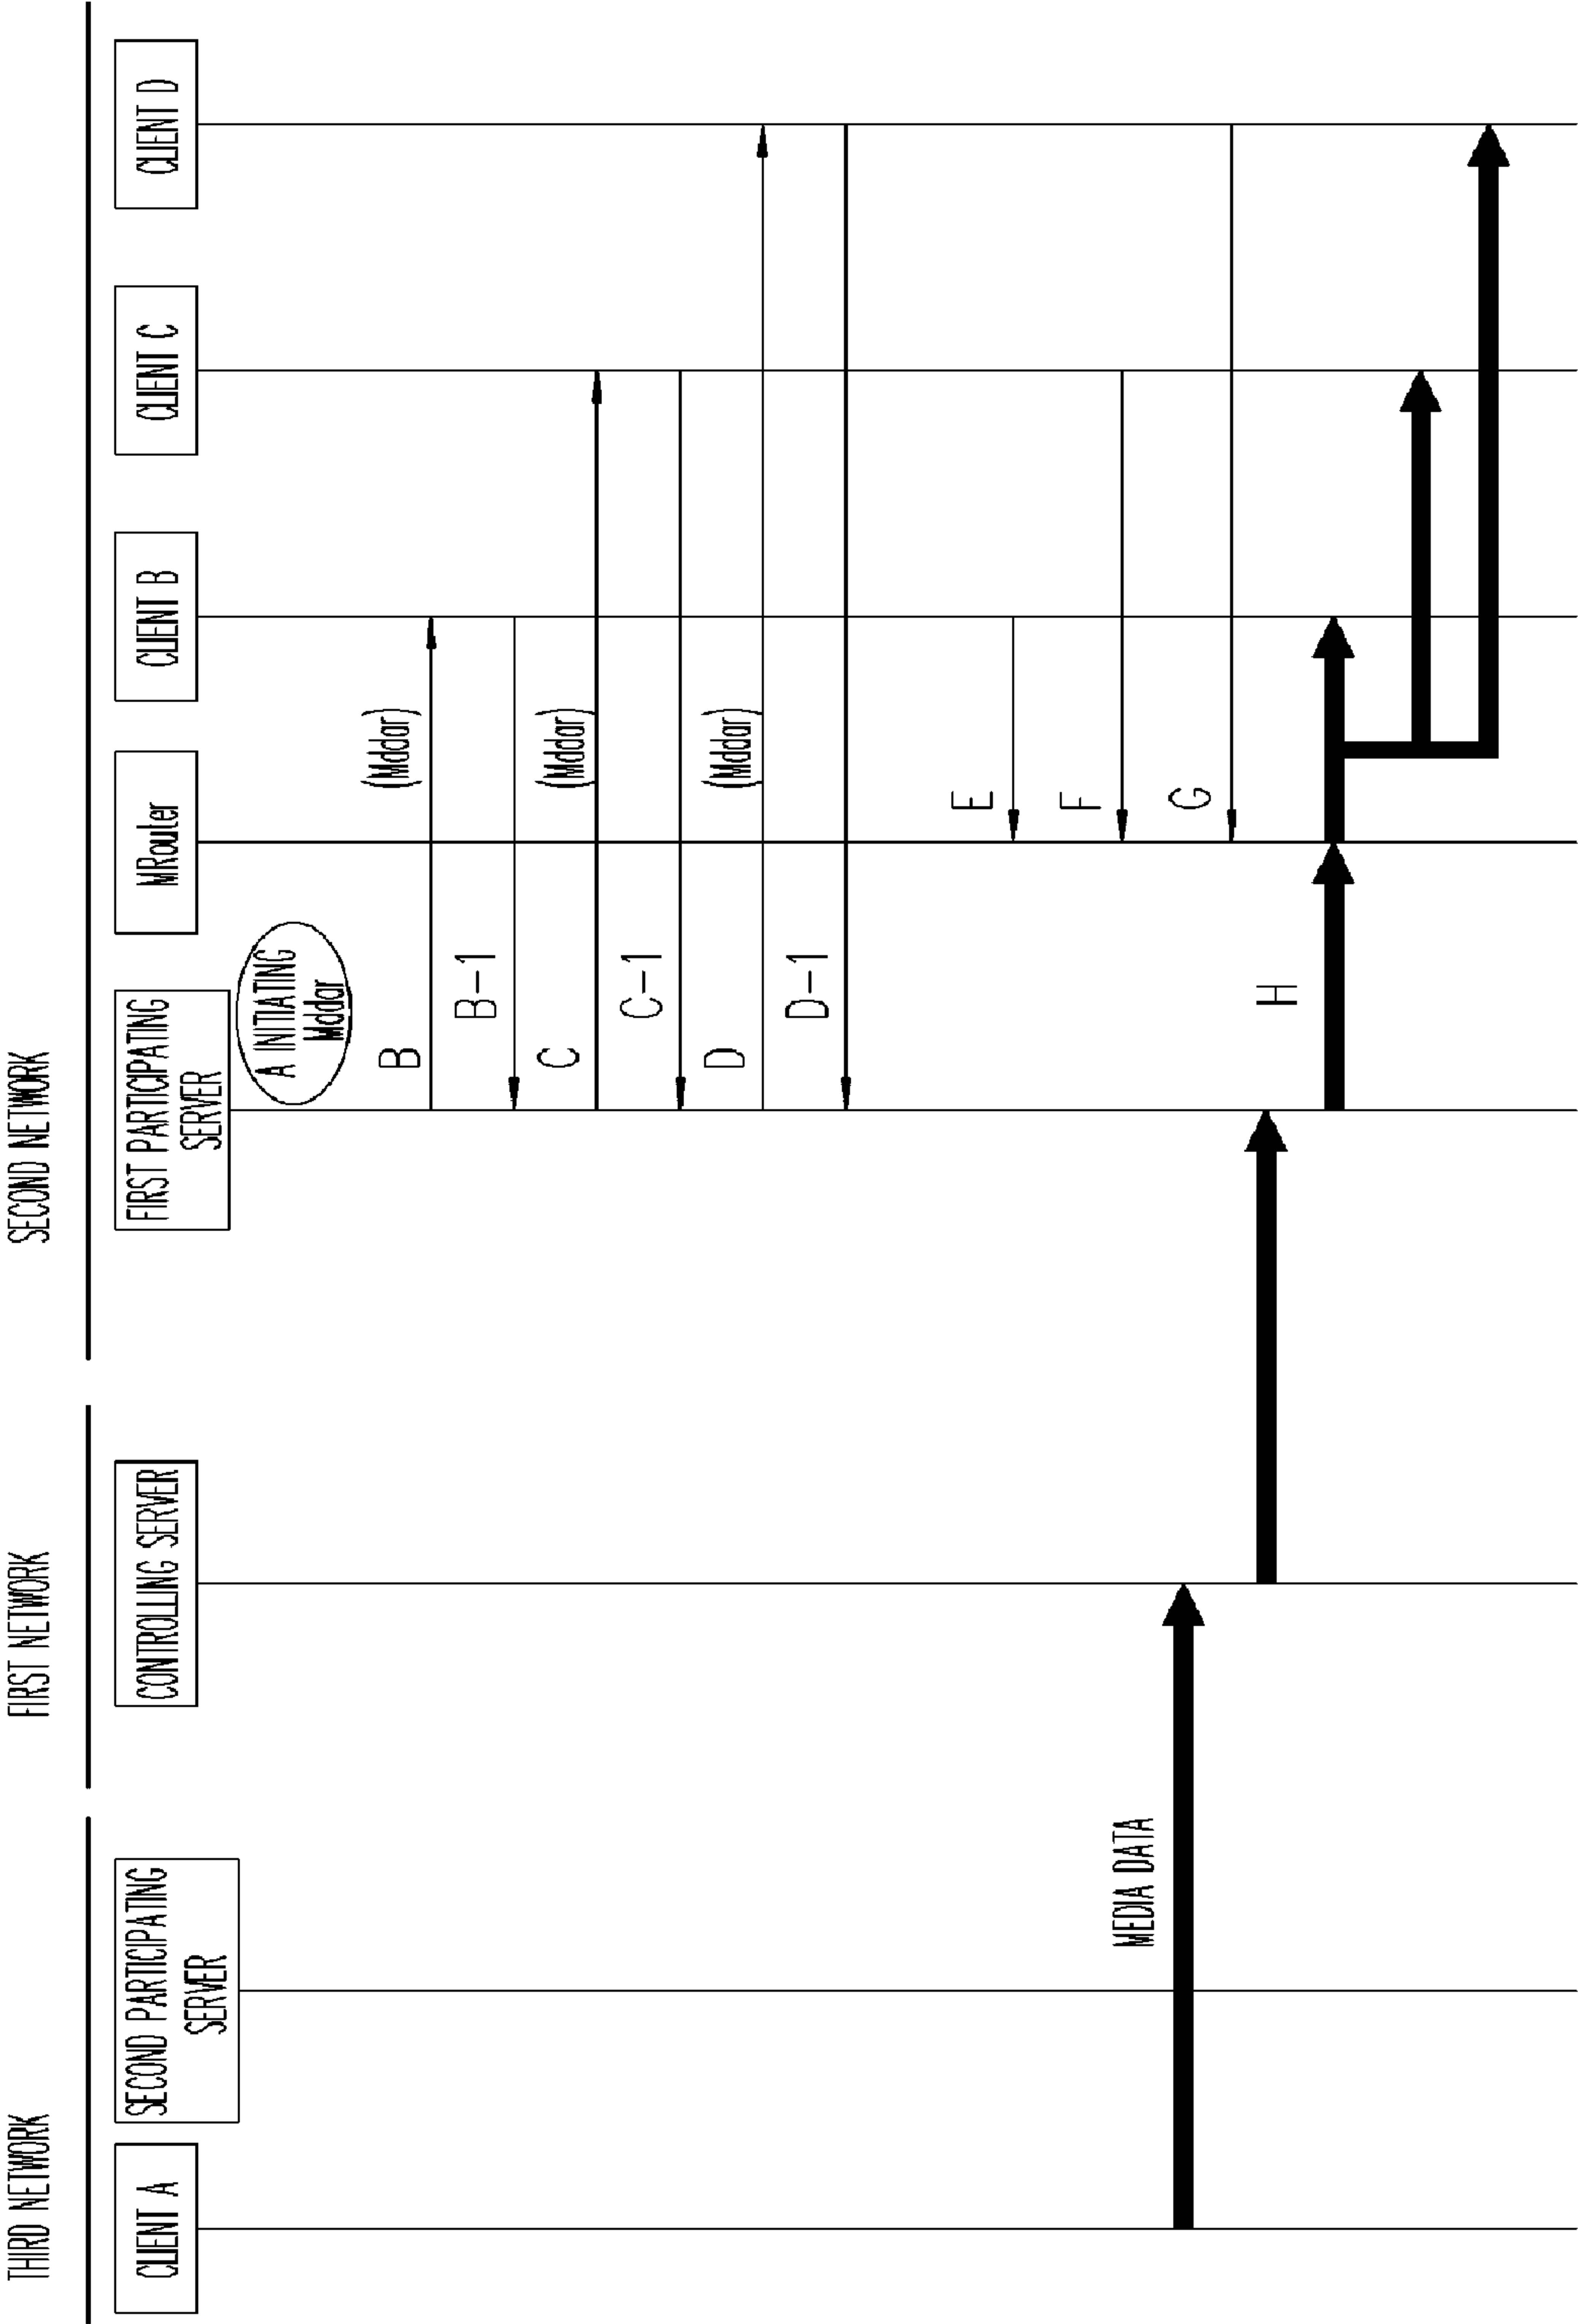 THIRD NETWORK
FIRST NETWORK
SECOND NETWORK
CLIENT A
SECOND PARTICIPATING
SERVER
CONTROLLING SERVER
FIRST PARTICIPATING
SERVER
MRouter
CLIENT B
CLIENT C
CLIENT D
A INITIATING
Mddar
B
(Mddar)
B-1
C
(Mddar)
C-1
D
(Mddar)
D-1
E
F
MEDIA DATA
G
H